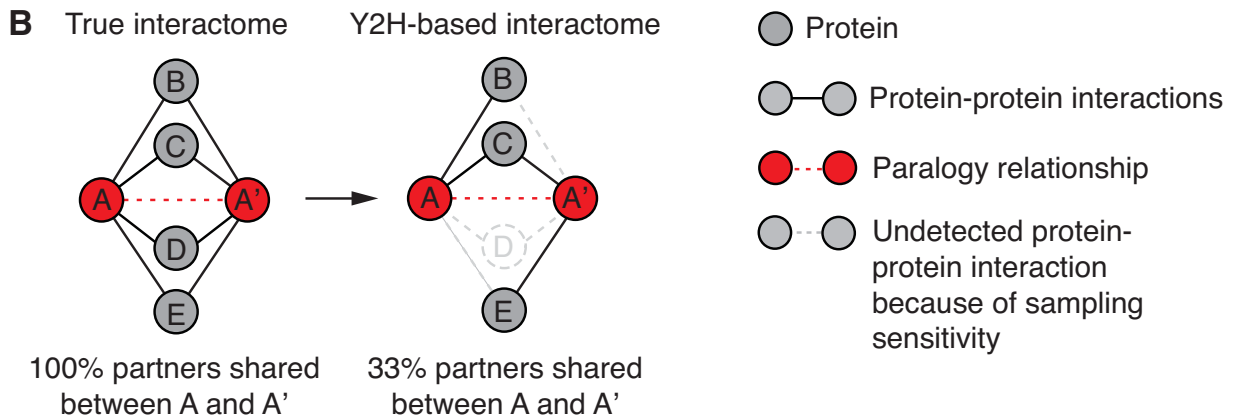 B True interactome
Y2H-based interactome
B
C
A
A'
D
E
100% partners shared
between A and A'
B
C
A
A'
D
E
33% partners shared
between A and A'
Protein
Protein-protein interactions
Paralogy relationship
Undetected protein-
protein interaction
because of sampling
sensitivity